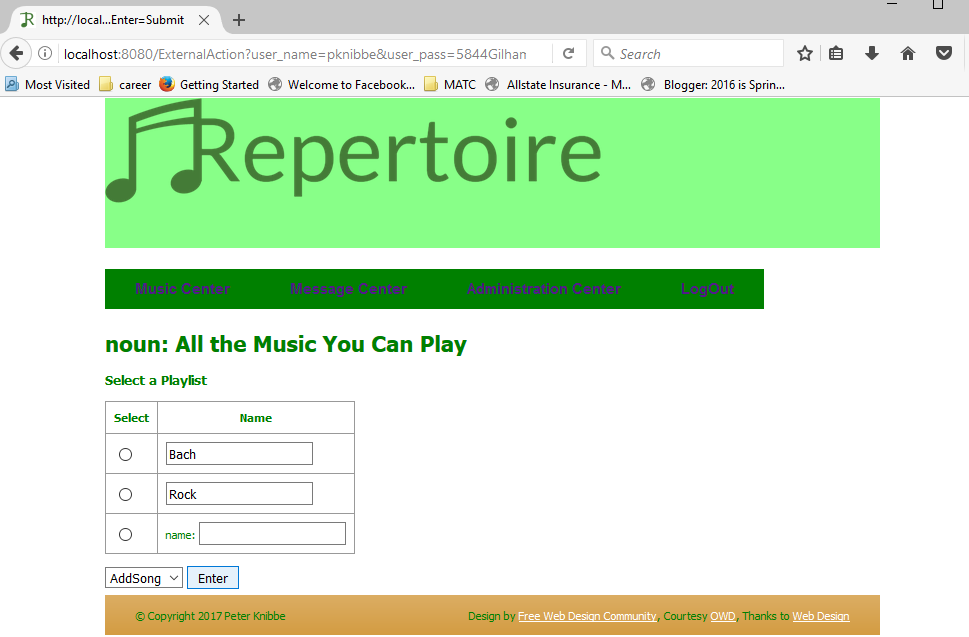 http://local...Enter=Submit
localhost:8080/ExternalAction?user_name=pknibbe&user_pass=5844Gilhan
Search
Most Visited career Getting Started Welcome to Facebook... MATC Allstate Insurance - M... Blogger: 2016 is Sprin...
Repertoire
Music Center Message Center Administration Center LogOut
noun: All the Music You Can Play
Select a Playlist
Select Name
Bach
Rock
name:
AddSong Enter
© Copyright 2017 Peter Knibbe Design by Free Web Design Community, Courtesy OWD, Thanks to Web Design